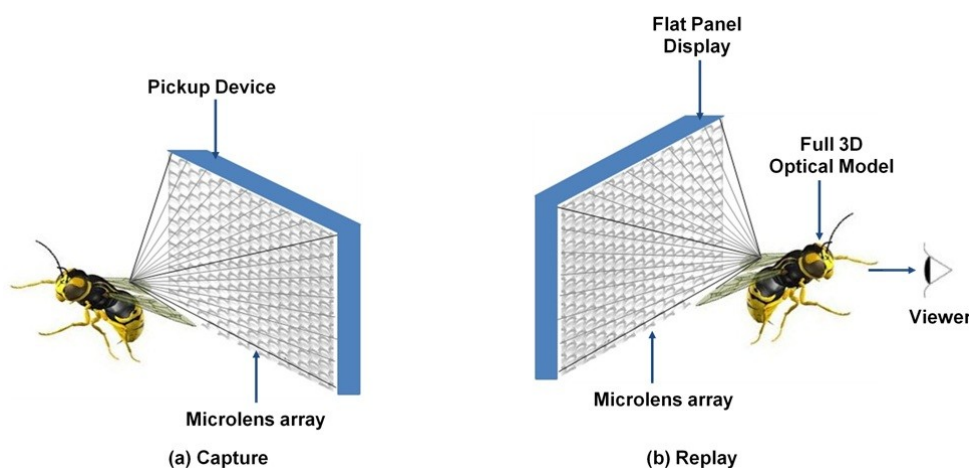 Pickup Device
Microlens array
(a) Capture
Flat Panel
Display
Full 3D
Optical Model
Viewer
Microlens array
(b) Replay